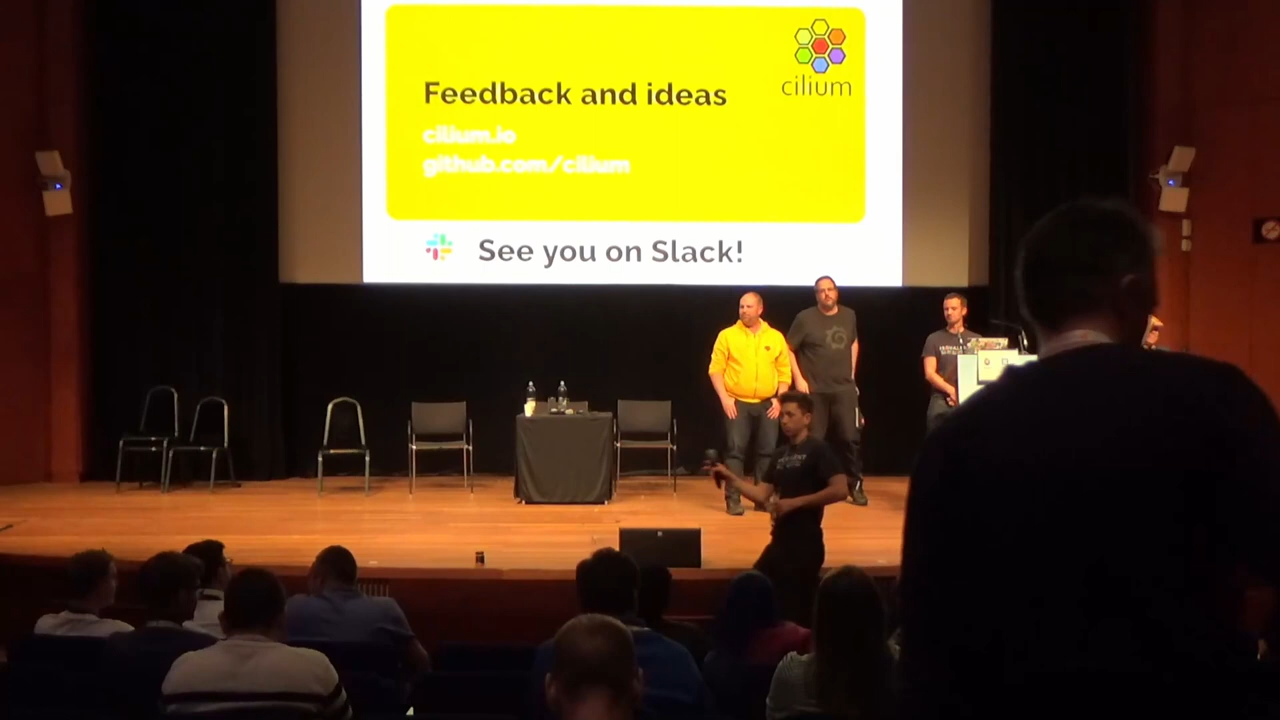 cilium
Feedback and ideas
cilium.io
github.com/cilium
See you on Slack!